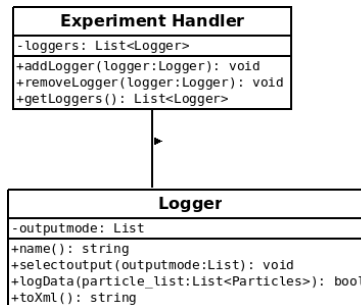 Experiment Handler
-loggers: List<Logger>
+addLogger(logger:Logger): void
+removeLogger(logger:Logger): void
+getLoggers(): List<Logger>
Logger
-outputmode: List
+name(): string
+selectoutput(outputmode:List): void
+logData(particle_list:List<Particles>): bool
+toXml(): string